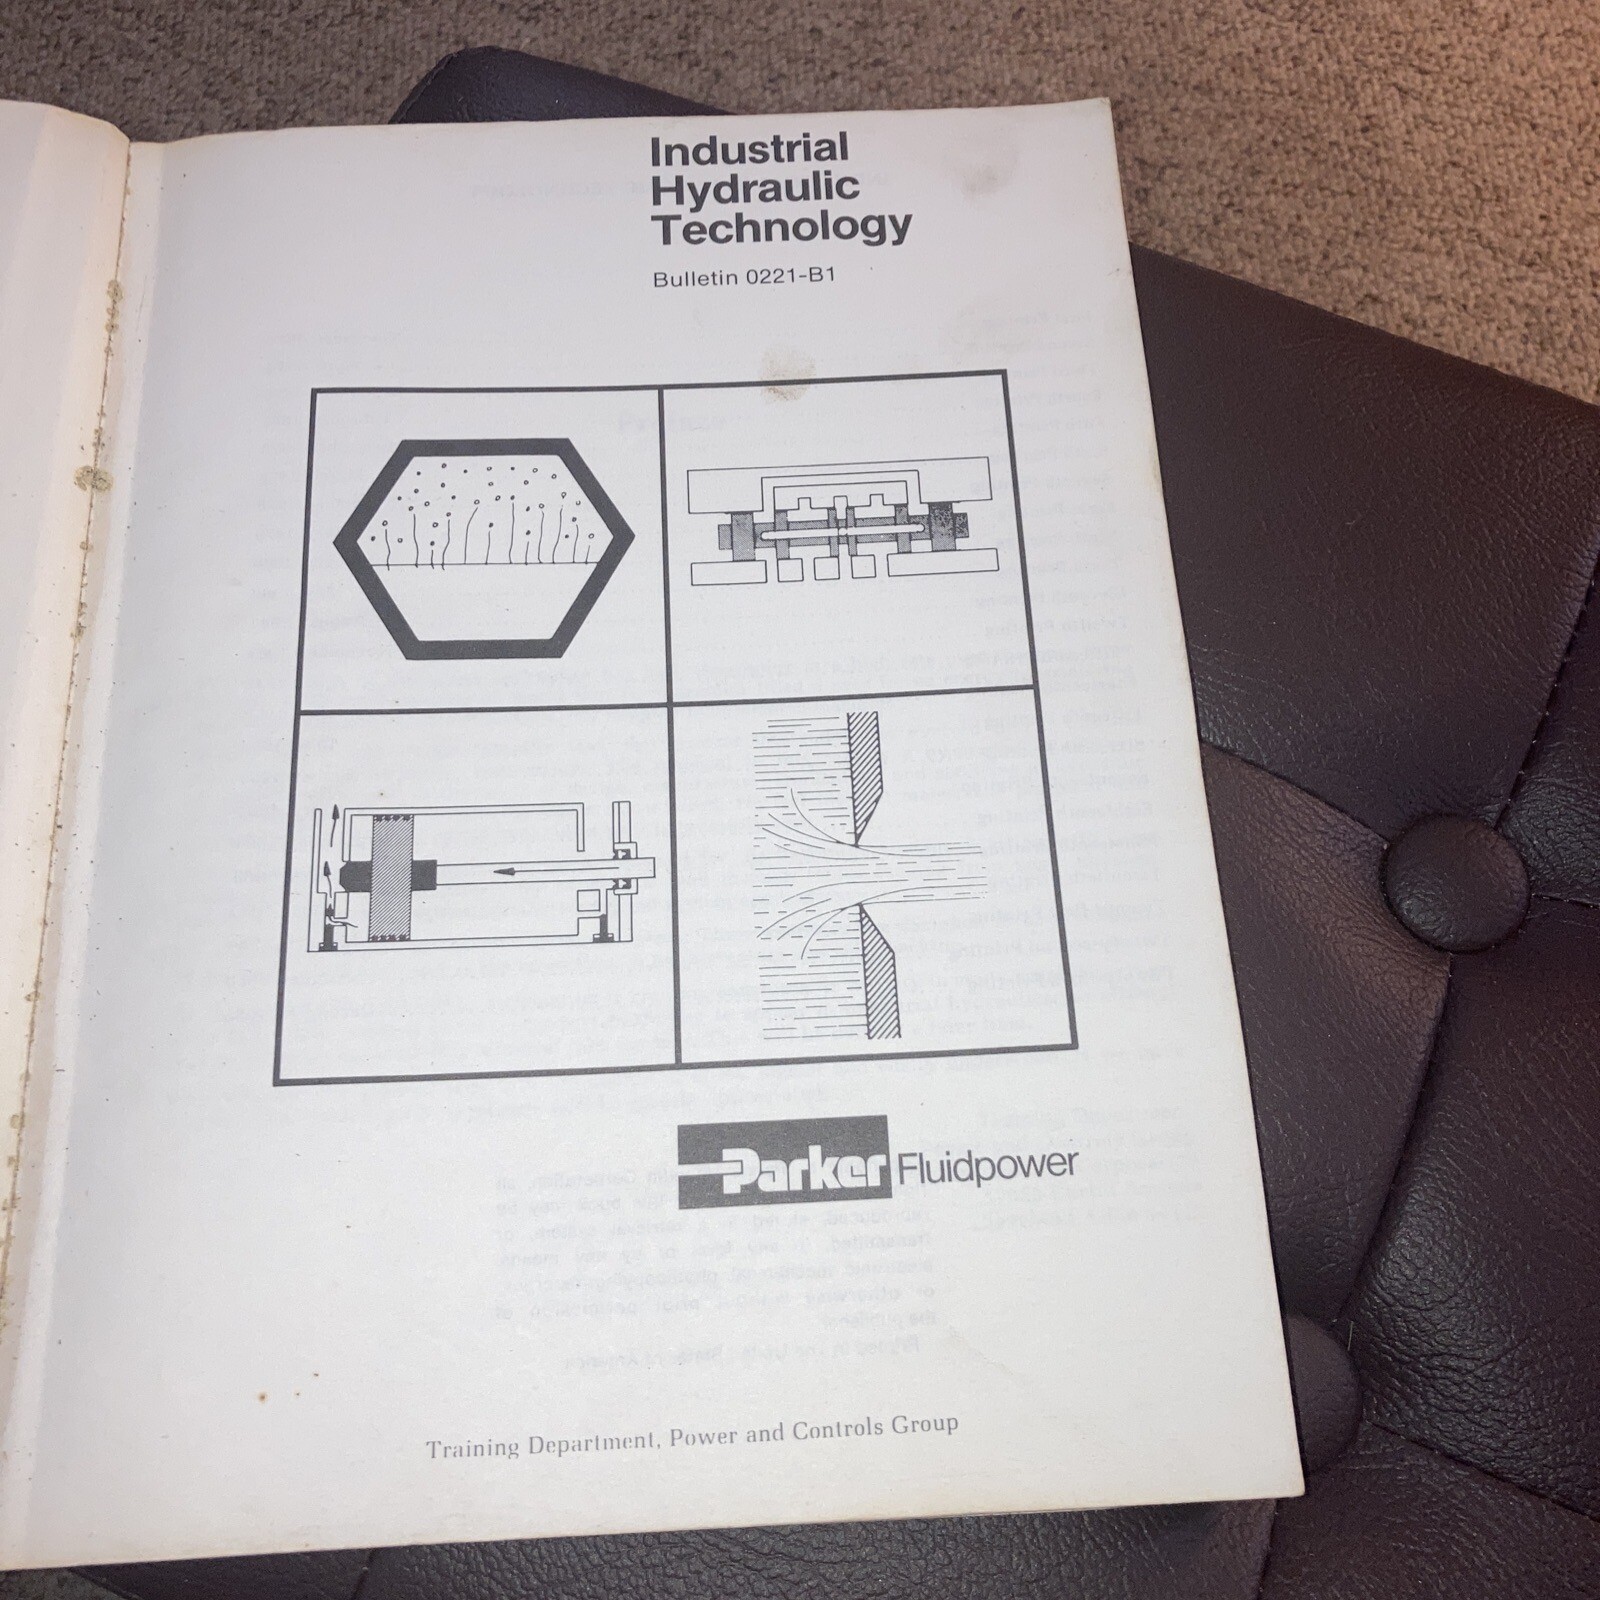 Industrial
Hydraulic
Technology
Bulletin 0221-B1
Parker Fluidpower
Training Department, Power and Controls Group